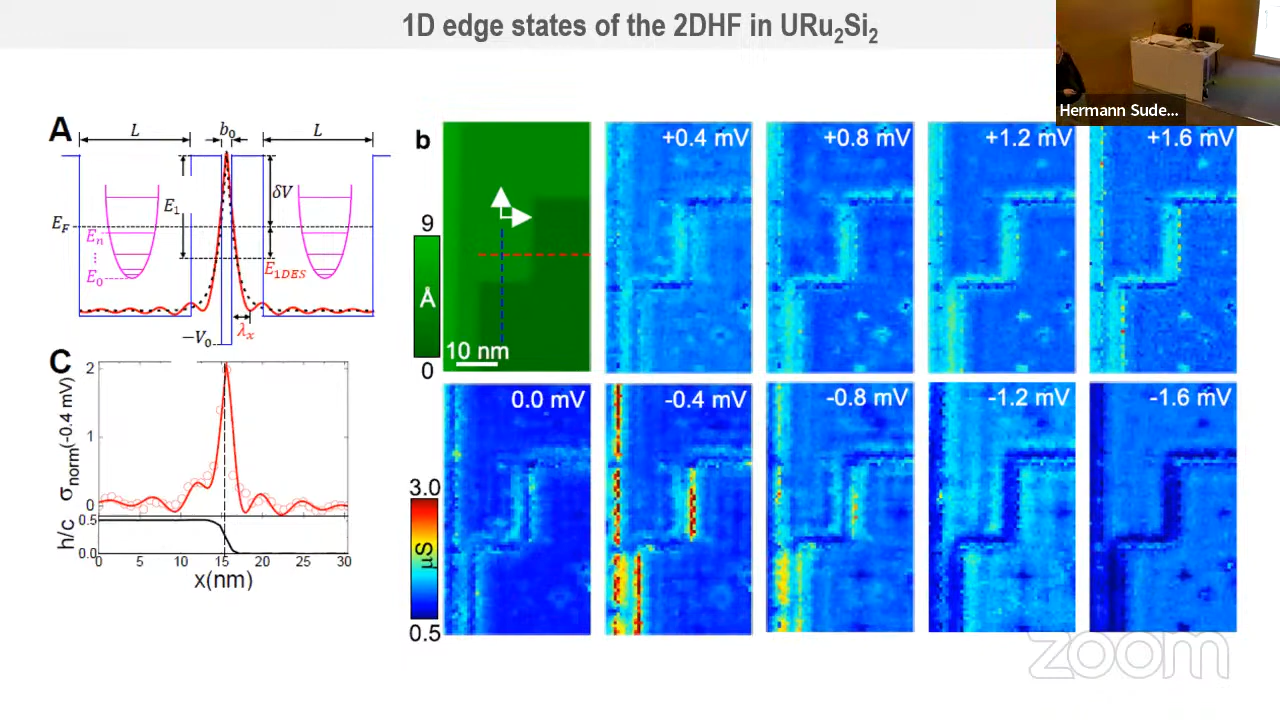 1D edge states of the 2DHF in URu2Si2
Hermann Sude...
A
L
b0
L
E1
δV
EF
En
E0
E1DES
λx
−V0
b
9
Å
0
10 nm
+0.4 mV
+0.8 mV
+1.2 mV
+1.6 mV
0.0 mV
-0.4 mV
-0.8 mV
-1.2 mV
-1.6 mV
3.0
µS
0.5
C
2
1
0
σnorm(-0.4 mV)
0.5
0.0
h/c
0 5 10 15 20 25 30
x(nm)
zoom